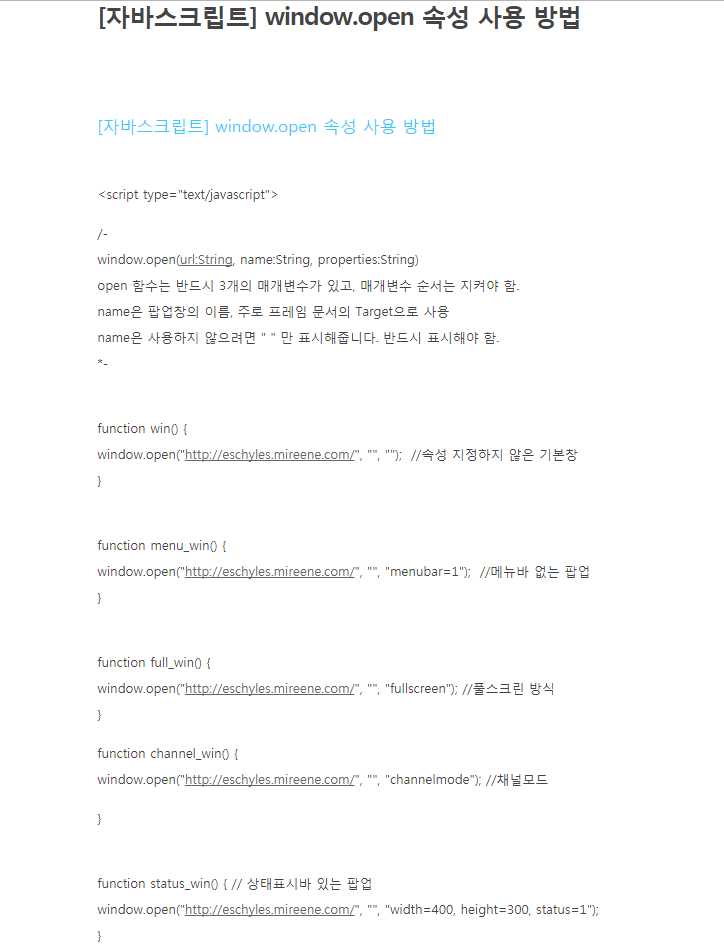 [자바스크립트] window.open 속성 사용 방법
[자바스크립트] window.open 속성 사용 방법
<script type="text/javascript">
/-
window.open(url:String, name:String, properties:String)
open 함수는 반드시 3개의 매개변수가 있고, 매개변수 순서는 지켜야 함.
name은 팝업창의 이름, 주로 프레임 문서의 Target으로 사용
name은 사용하지 않으려면 " " 만 표시해줍니다. 반드시 표시해야 함.
*-
function win() {
window.open("http://eschyles.mireene.com/", "", "");  //속성 지정하지 않은 기본창
}
function menu_win() {
window.open("http://eschyles.mireene.com/", "", "menubar=1");  //메뉴바 없는 팝업
}
function full_win() {
window.open("http://eschyles.mireene.com/", "", "fullscreen"); //풀스크린 방식
}
function channel_win() {
window.open("http://eschyles.mireene.com/", "", "channelmode"); //채널모드
}
function status_win() { // 상태표시바 있는 팝업
window.open("http://eschyles.mireene.com/", "", "width=400, height=300, status=1");
}